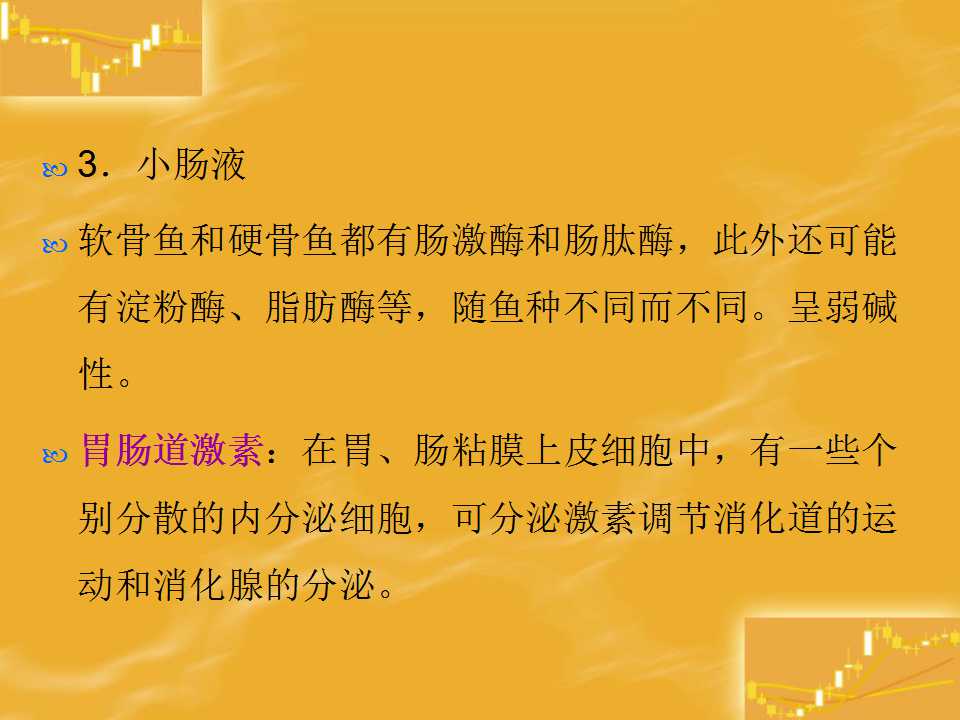 3．小肠液
软骨鱼和硬骨鱼都有肠激酶和肠肽酶，此外还可能
有淀粉酶、脂肪酶等，随鱼种不同而不同。呈弱碱
性。
胃肠道激素：在胃、肠粘膜上皮细胞中，有一些个
别分散的内分泌细胞，可分泌激素调节消化道的运
动和消化腺的分泌。